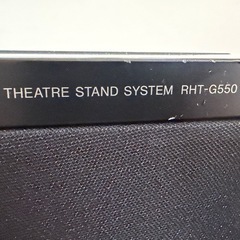 THEATRE STAND SYSTEM RHT-G550